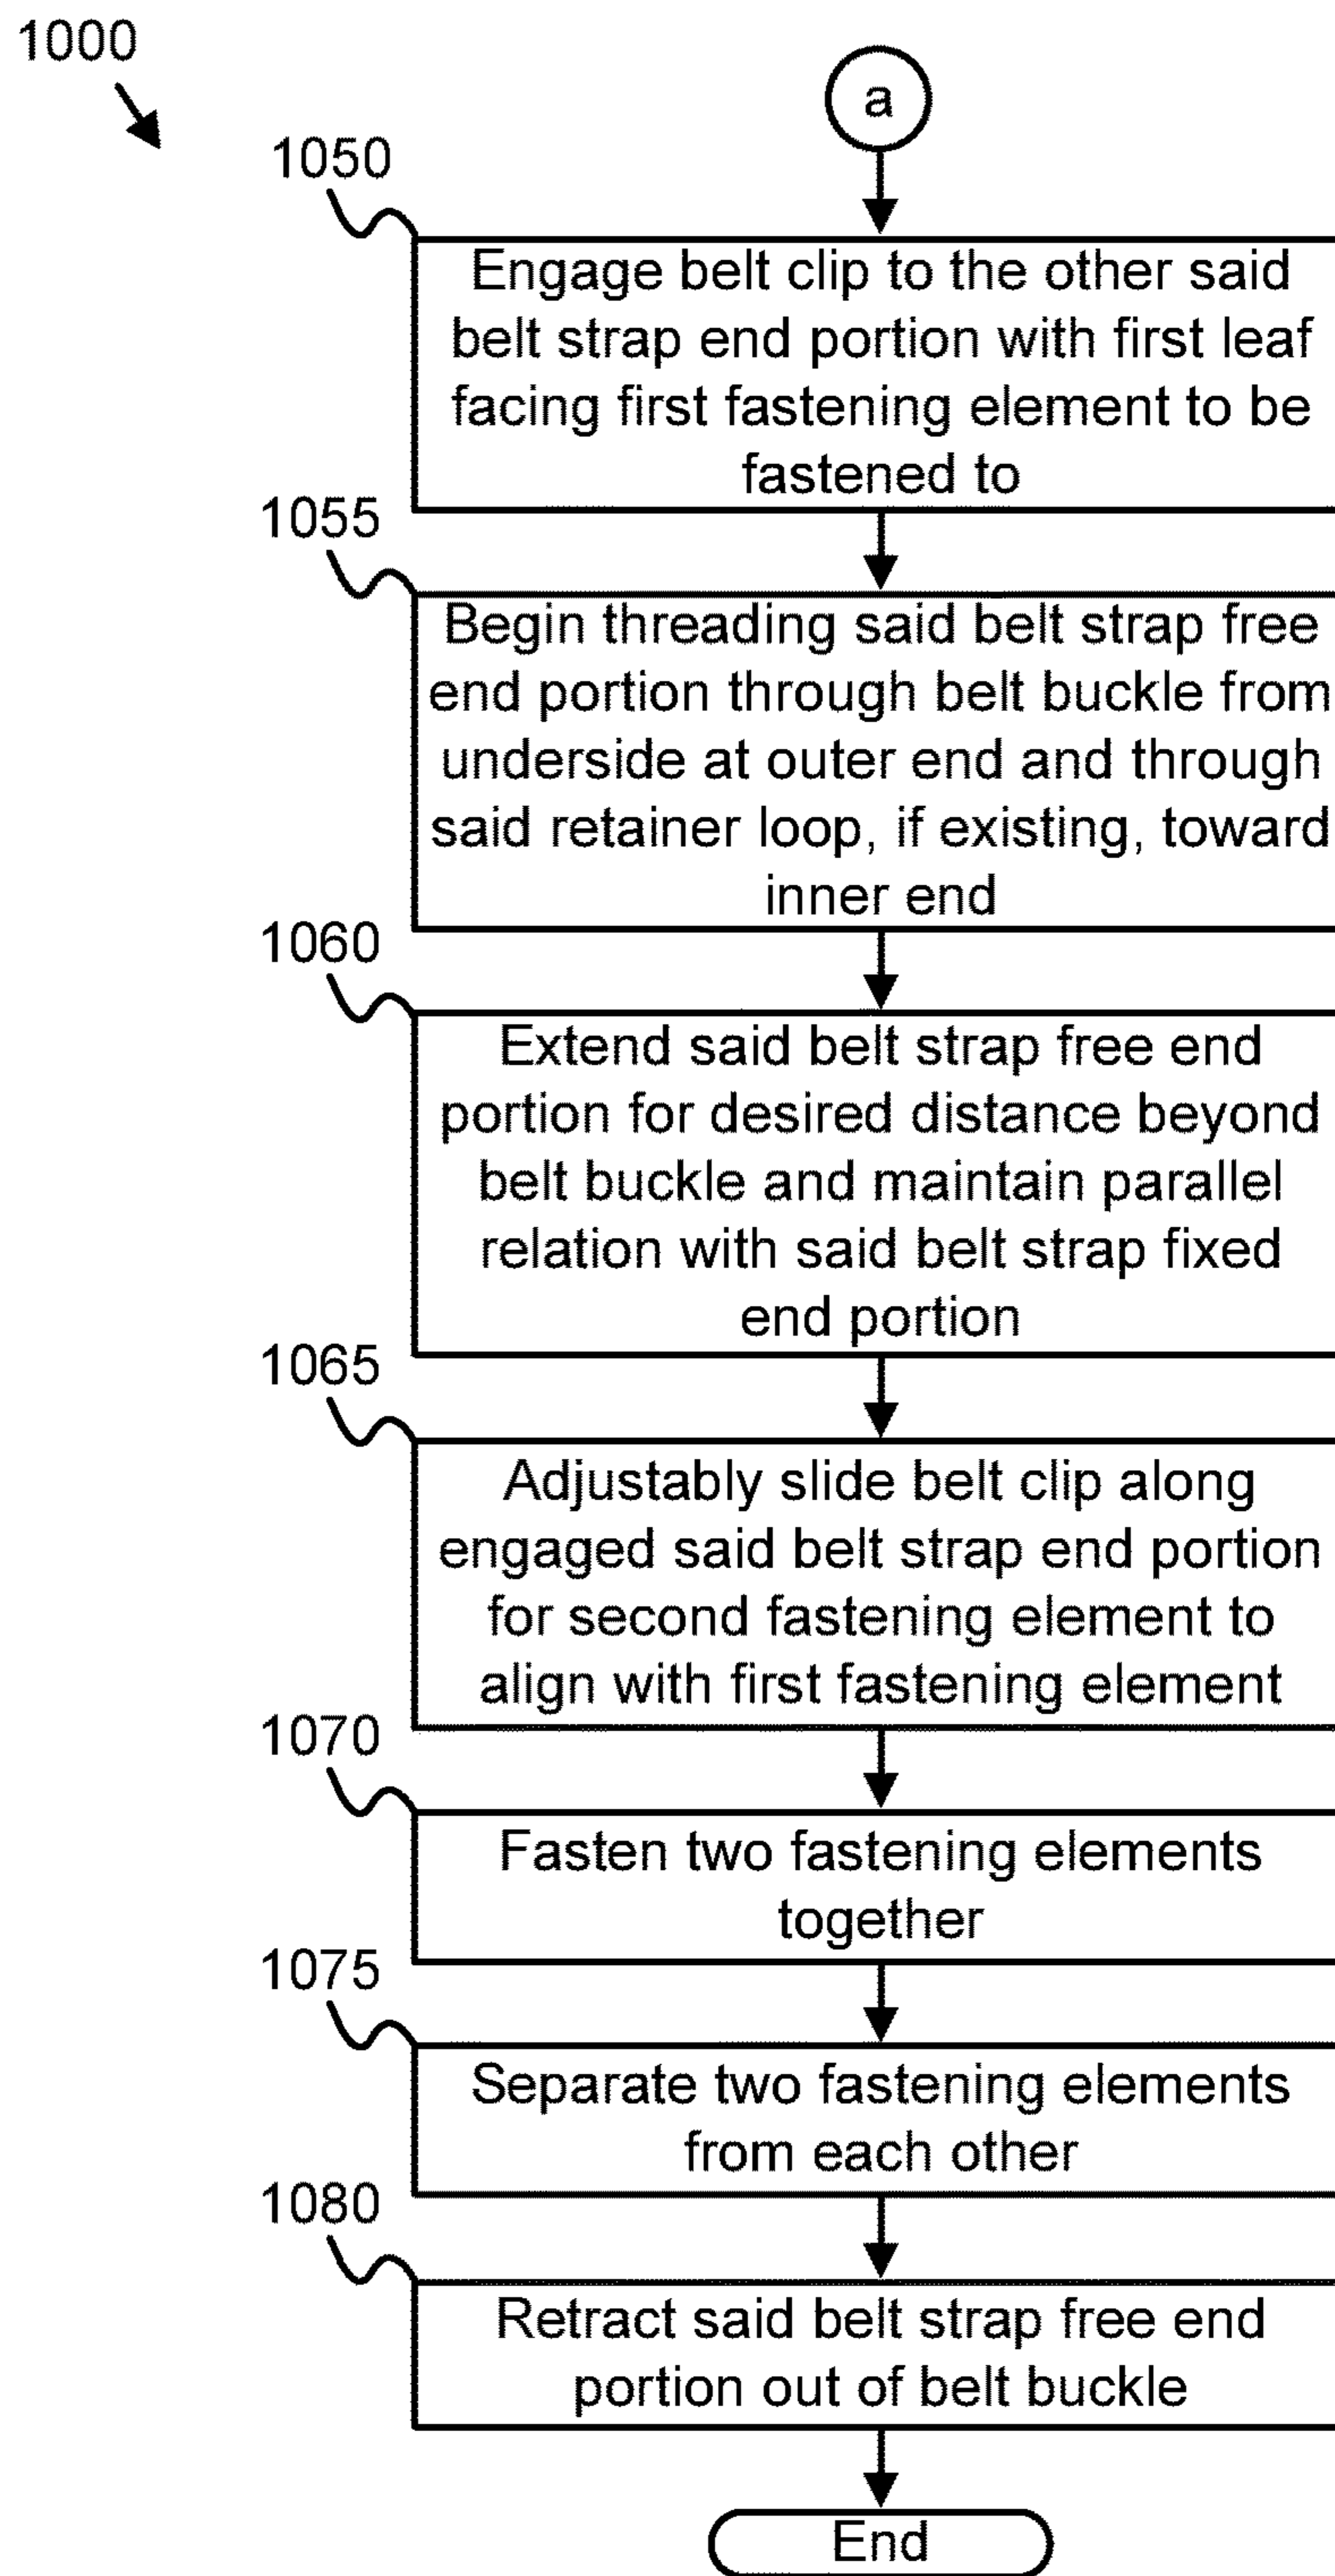 1000
a
1050
Engage belt clip to the other said
belt strap end portion with first leaf
facing first fastening element to be
fastened to
1055
Begin threading said belt strap free
end portion through belt buckle from
underside at outer end and through
said retainer loop, if existing, toward
inner end
1060
Extend said belt strap free end
portion for desired distance beyond
belt buckle and maintain parallel
relation with said belt strap fixed
end portion
1065
Adjustably slide belt clip along
engaged said belt strap end portion
for second fastening element to
align with first fastening element
1070
Fasten two fastening elements
together
1075
Separate two fastening elements
from each other
1080
Retract said belt strap free end
portion out of belt buckle
End